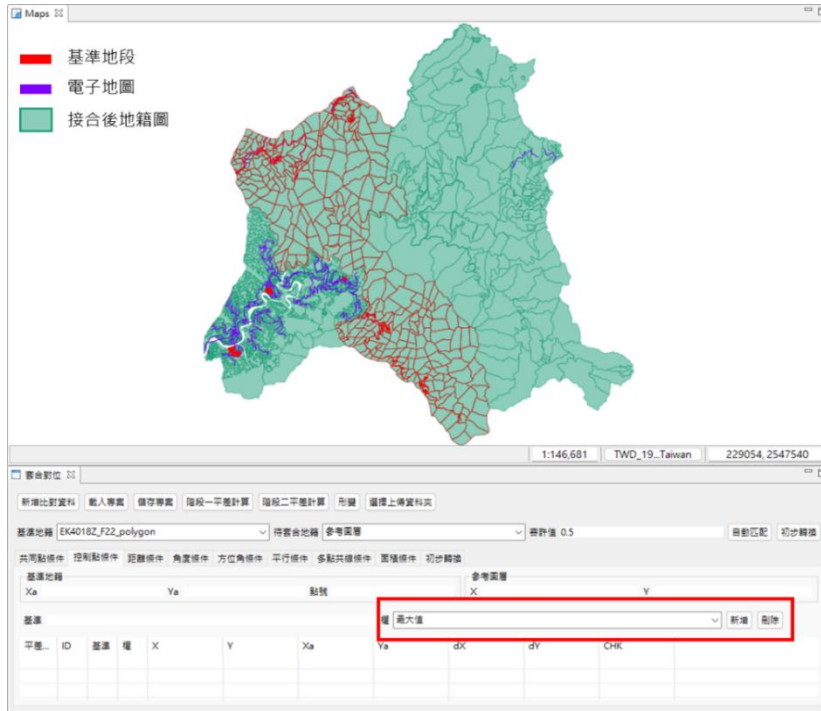 Maps
基準地段
電子地圖
接合後地籍圖
1:146,681 TWD_19...Taiwan 229054, 2547540
套合對位
新增比對資料 載入專案 儲存專案 階段一平差計算 階段二平差計算 形變 選擇上傳資料夾
基準地籍 EK4018Z_F22_polygon 待套合地籍 參考圖層 容許值 0.5 自動匹配 初步轉換
共同點條件 控制點條件 距離條件 角度條件 方位角條件 平行條件 多點共線條件 面積條件 初步轉換
基準地籍 參考圖層
Xa Ya 點號 X Y
基準 權 最大值 新增 刪除
平差... ID 基準 權 X Y Xa Ya dX dY CHK